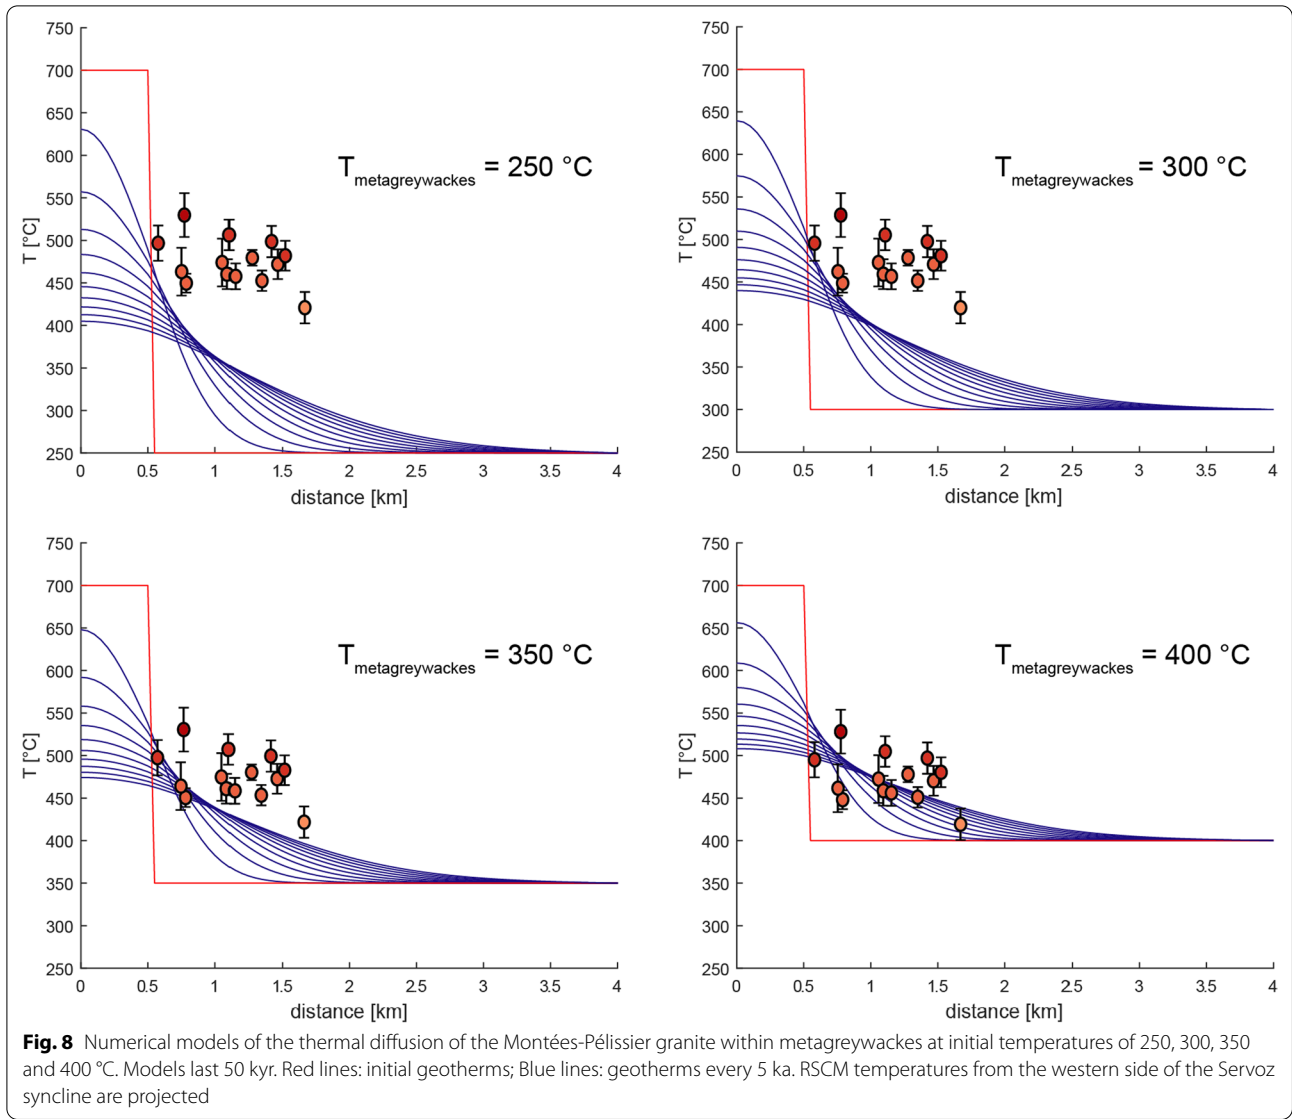 750
700
650
600
550
500
450
400
350
300
250
T [°C]
0 0.5 1 1.5 2 2.5 3 3.5 4
distance [km]
Tmetagreywackes = 250 °C
750
700
650
600
550
500
450
400
350
300
250
T [°C]
0 0.5 1 1.5 2 2.5 3 3.5 4
distance [km]
Tmetagreywackes = 300 °C
750
700
650
600
550
500
450
400
350
300
250
T [°C]
0 0.5 1 1.5 2 2.5 3 3.5 4
distance [km]
Tmetagreywackes = 350 °C
750
700
650
600
550
500
450
400
350
300
250
T [°C]
0 0.5 1 1.5 2 2.5 3 3.5 4
distance [km]
Tmetagreywackes = 400 °C
Fig. 8 Numerical models of the thermal diffusion of the Montées-Pélissier granite within metagreywackes at initial temperatures of 250, 300, 350
and 400 °C. Models last 50 kyr. Red lines: initial geotherms; Blue lines: geotherms every 5 ka. RSCM temperatures from the western side of the Servoz
syncline are projected